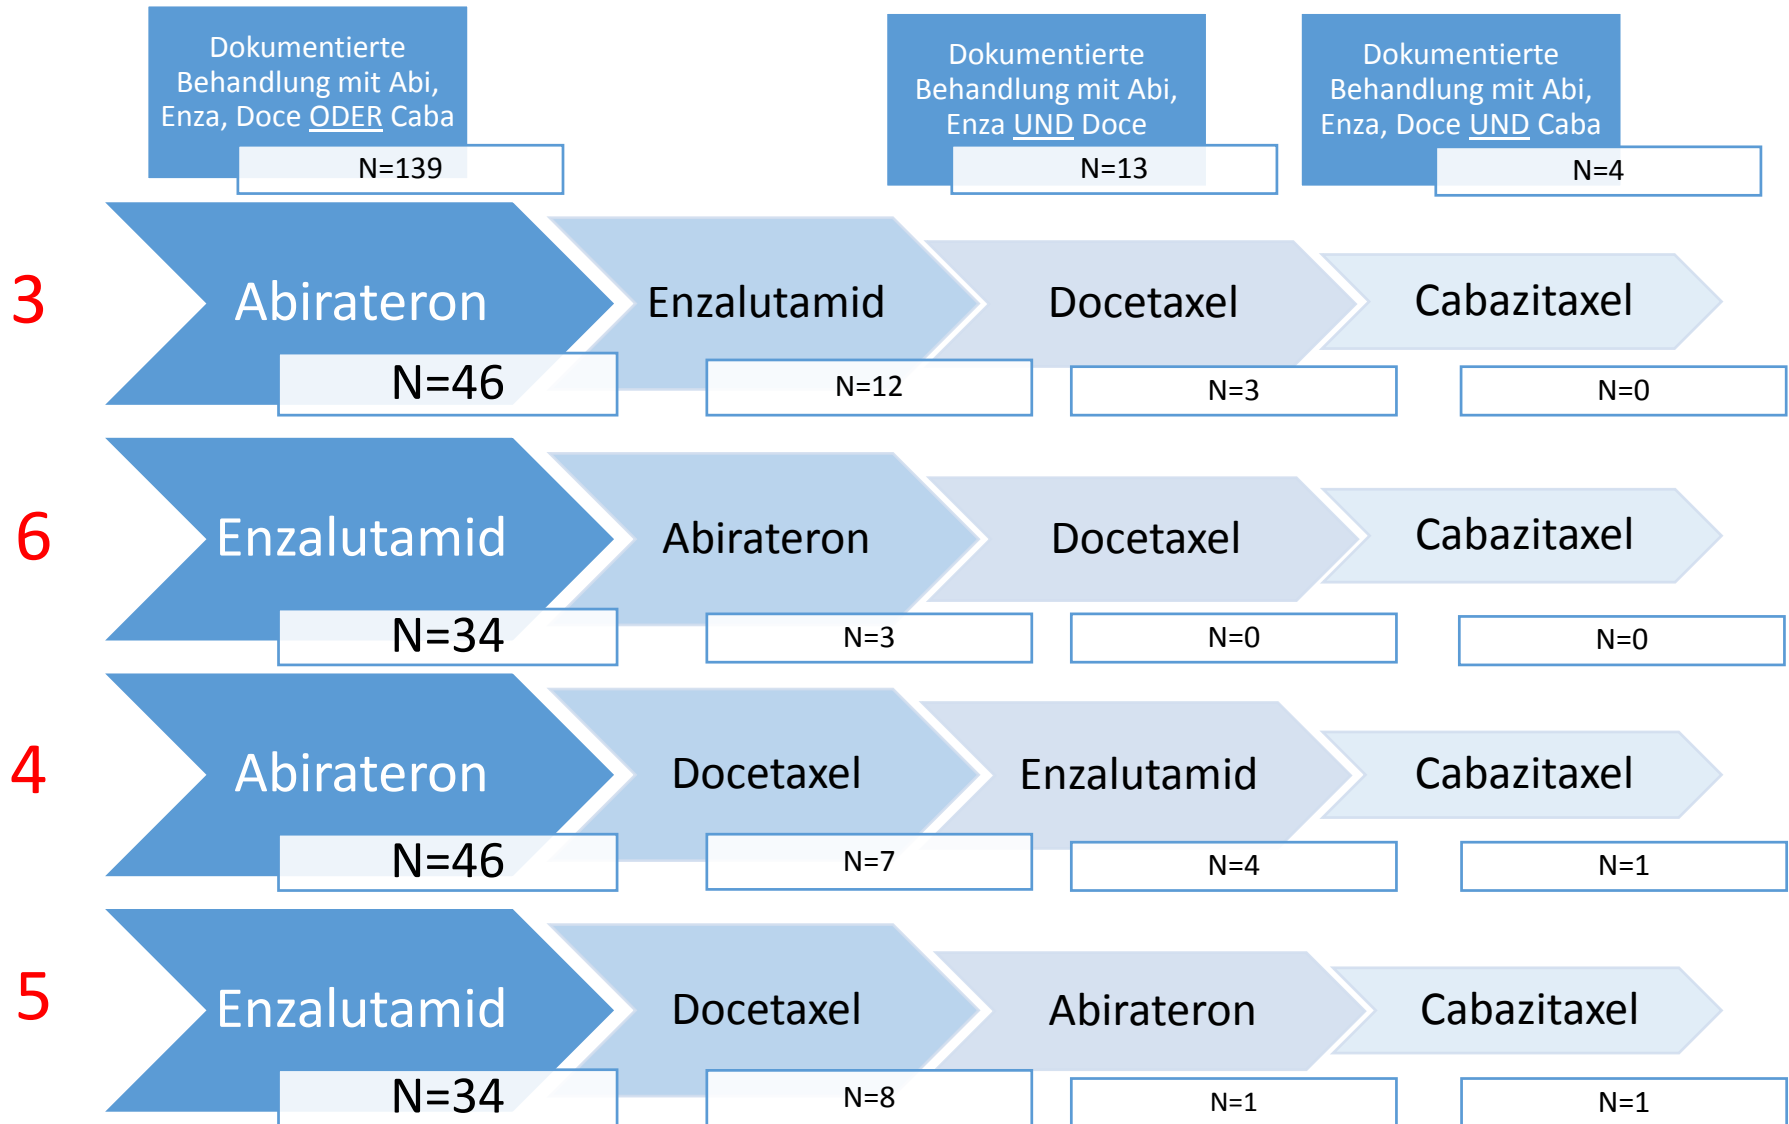 Dokumentierte
Behandlung mit Abi,
Enza, Doce ODER Caba
N=139
Dokumentierte
Behandlung mit Abi,
Enza UND Doce
N=13
Dokumentierte
Behandlung mit Abi,
Enza, Doce UND Caba
N=4
3
Abirateron
N=46
Enzalutamid
N=12
Docetaxel
N=3
Cabazitaxel
N=0
6
Enzalutamid
N=34
Abirateron
N=3
Docetaxel
N=0
Cabazitaxel
N=0
4
Abirateron
N=46
Docetaxel
N=7
Enzalutamid
N=4
Cabazitaxel
N=1
5
Enzalutamid
N=34
Docetaxel
N=8
Abirateron
N=1
Cabazitaxel
N=1